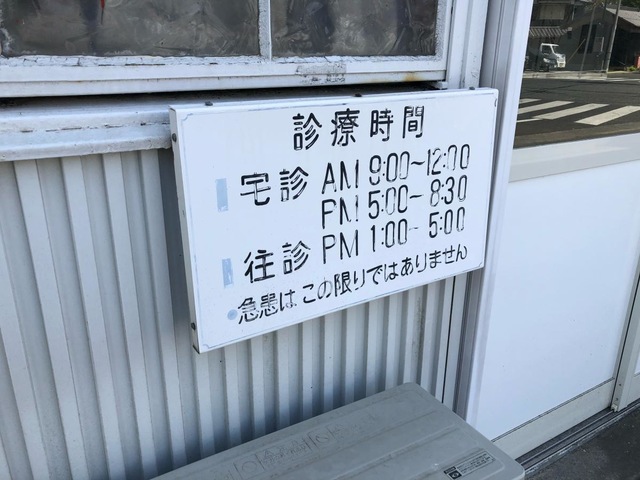 診療時間
宅診 AM 9:00~12:00
PM 5:00~8:30
往診 PM 1:00~5:00
急患はこの限りではありません